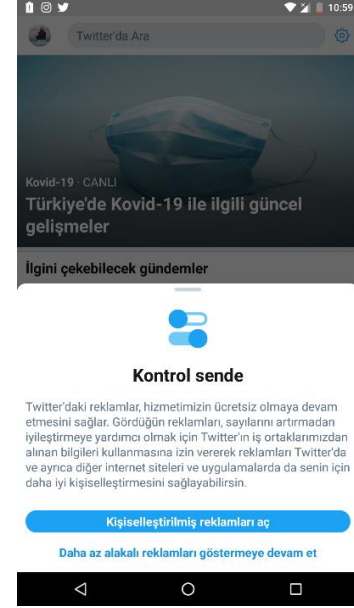 10:59
Twitter'da Ara
Kovid-19 · CANLI
Türkiye'de Kovid-19 ile ilgili güncel
gelişmeler
İlgini çekebilecek gündemler
Kontrol sende
Twitter'daki reklamlar, hizmetimizin ücretsiz olmaya devam
etmesini sağlar. Gördüğün reklamları, sayılarını artırmadan
iyileştirmeye yardımcı olmak için Twitter'ın iş ortaklarımızdan
alınan bilgileri kullanmasına izin vererek reklamları Twitter'da
ve ayrıca diğer internet siteleri ve uygulamalarda da senin için
daha iyi kişiselleştirmesini sağlayabilirsin.
Kişiselleştirilmiş reklamları aç
Daha az alakalı reklamları göstermeye devam et